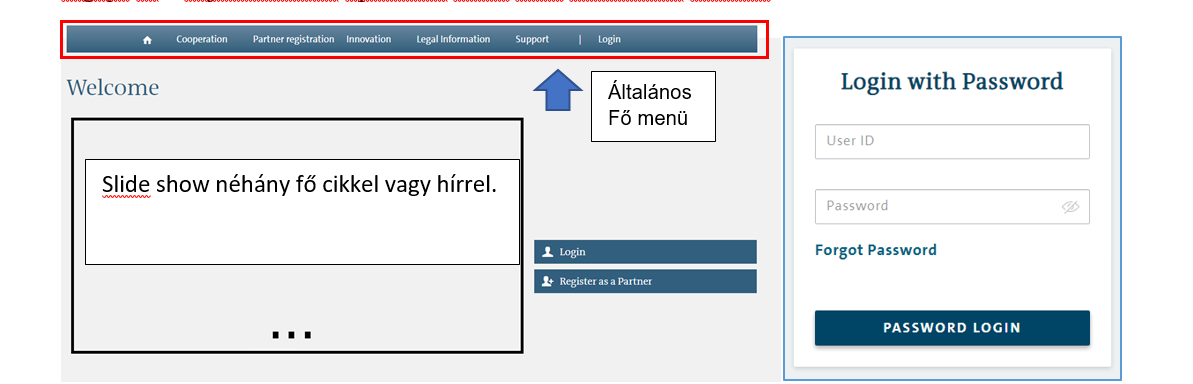 Cooperation Partner registration Innovation Legal Information Support | Login
Welcome
Általános
Fő menü
Slide show néhány fő cikkel vagy hírrel.
...
Login
Register as a Partner
Login with Password
User ID
Password
Forgot Password
PASSWORD LOGIN